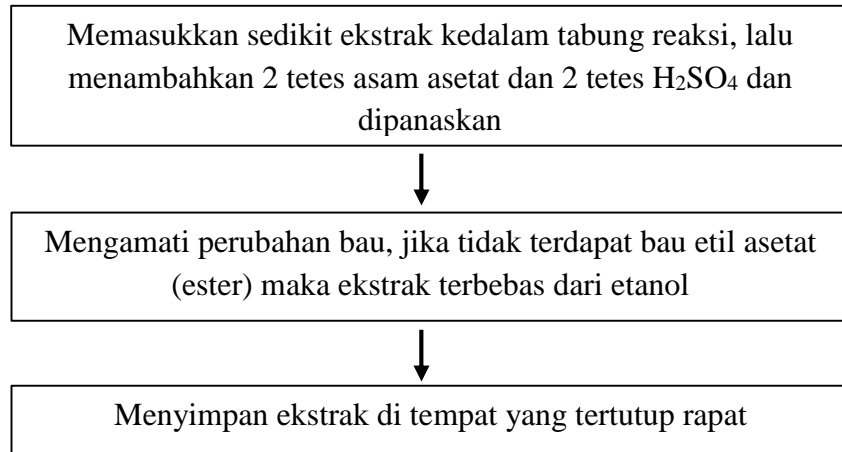 Memasukkan sedikit ekstrak kedalam tabung reaksi, lalu
menambahkan 2 tetes asam asetat dan 2 tetes H₂SO₄ dan
dipanaskan
Mengamati perubahan bau, jika tidak terdapat bau etil asetat
(ester) maka ekstrak terbebas dari etanol
Menyimpan ekstrak di tempat yang tertutup rapat